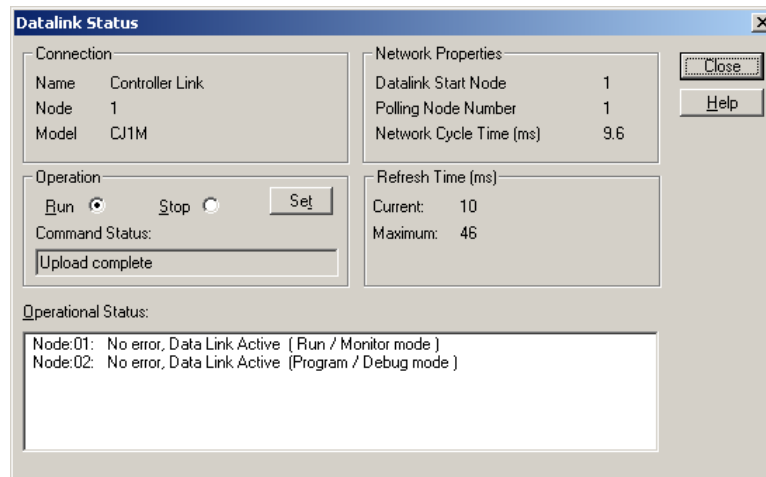 Datalink Status
Connection
Name Controller Link
Node 1
Model CJ1M
Network Properties
Datalink Start Node 1
Polling Node Number 1
Network Cycle Time (ms) 9.6
Close
Help
Operation
Run Stop Set
Command Status:
Upload complete
Refresh Time (ms)
Current: 10
Maximum: 46
Operational Status:
Node:01: No error, Data Link Active ( Run / Monitor mode )
Node:02: No error, Data Link Active (Program / Debug mode )